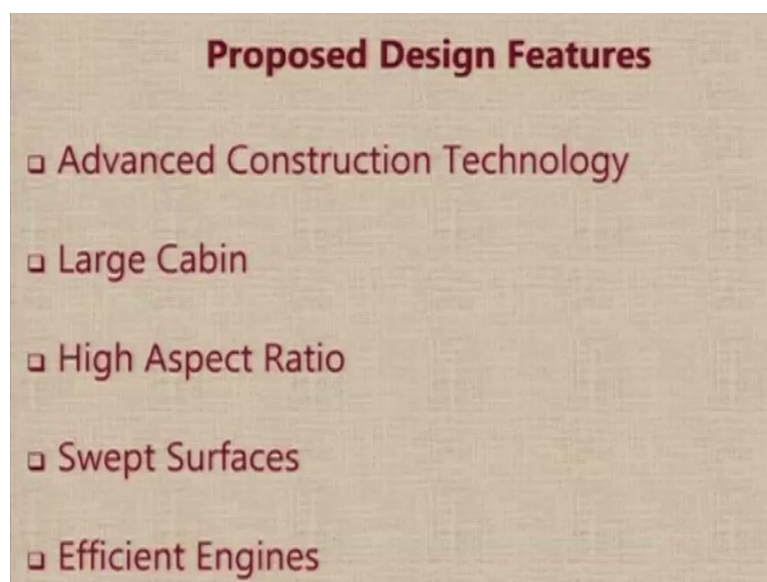 Proposed Design Features
Advanced Construction Technology
Large Cabin
High Aspect Ratio
Swept Surfaces
Efficient Engines